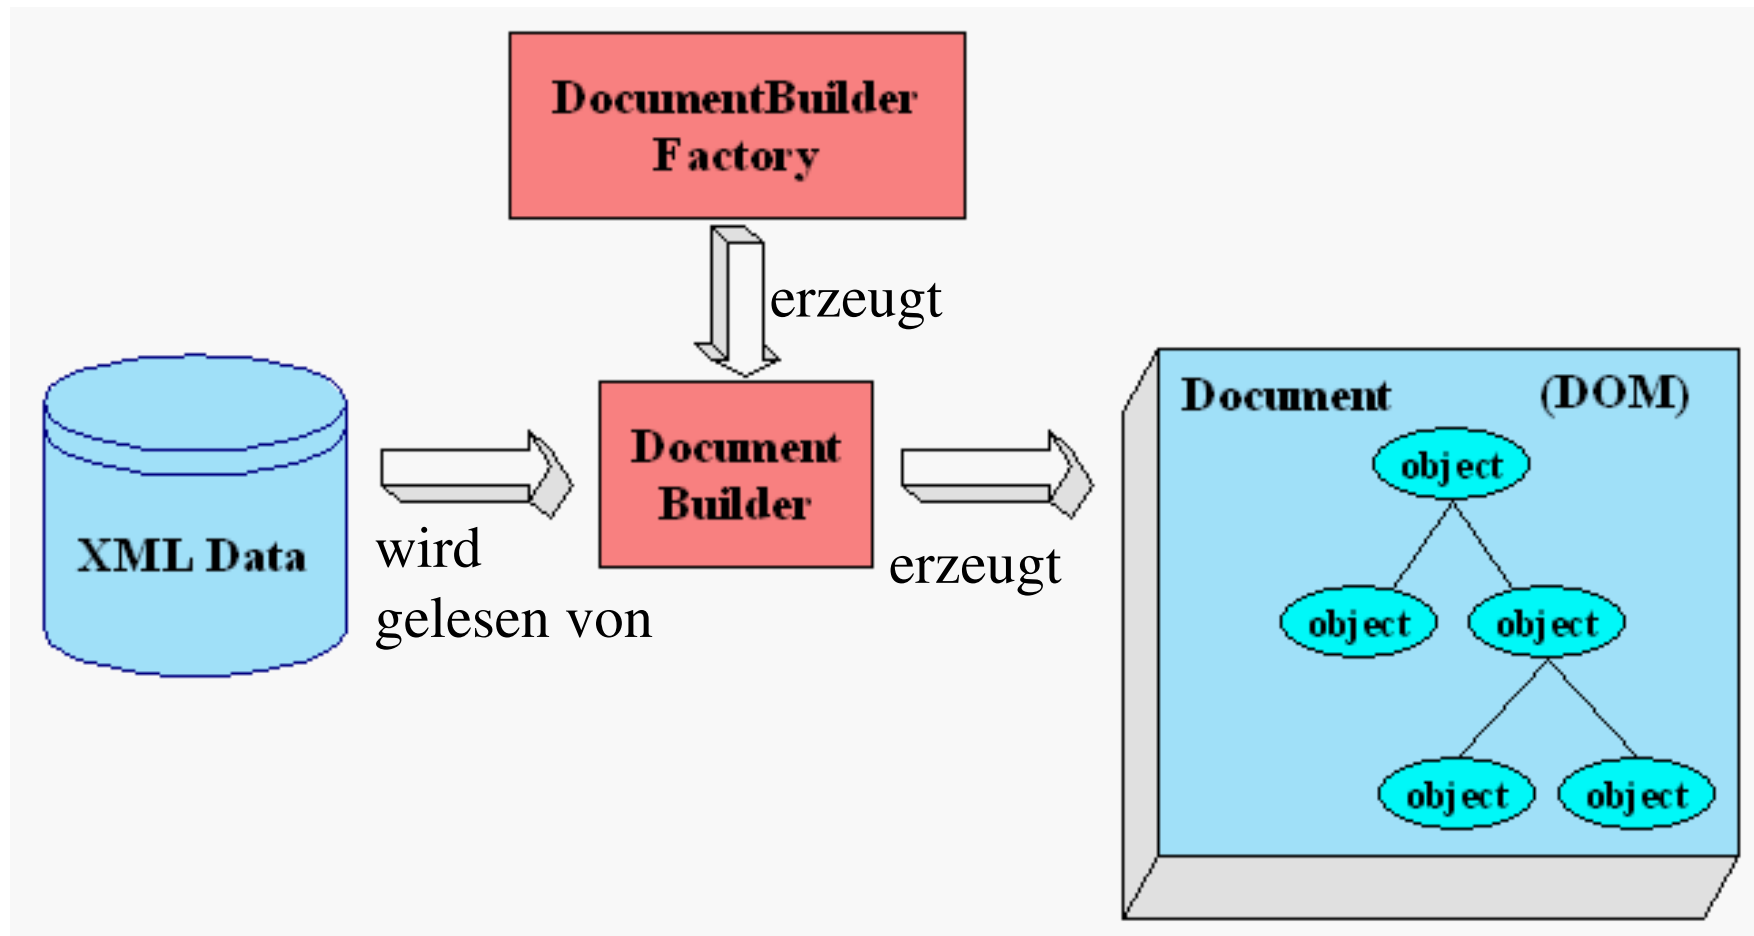 DocumentBuilder
Factory
erzeugt
XML Data
wird
gelesen von
Document
Builder
erzeugt
Document (DOM)
object
object object
object object